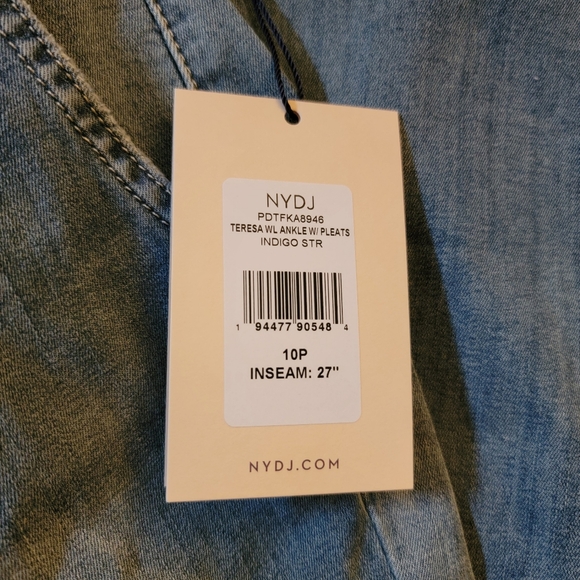 NYDJ
PDTFKA8946
TERESA WL ANKLE W/ PLEATS
INDIGO STR
1 94477 90548 4
10P
INSEAM: 27"
NYDJ.COM